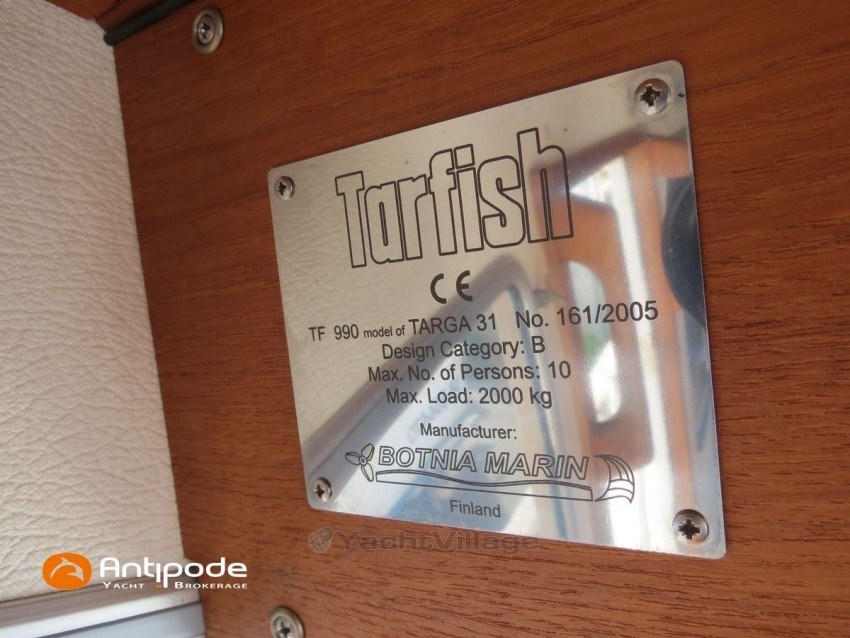 Tarfish
CE
TF 990 model of TARGA 31 No. 161/2005
Design Category: B
Max. No of Persons: 10
Max. Load: 2000 kg
Manufacturer:
BOTNIA MARIN
Finland
YachtVillage
Antipode
YACHT BROKERAGE